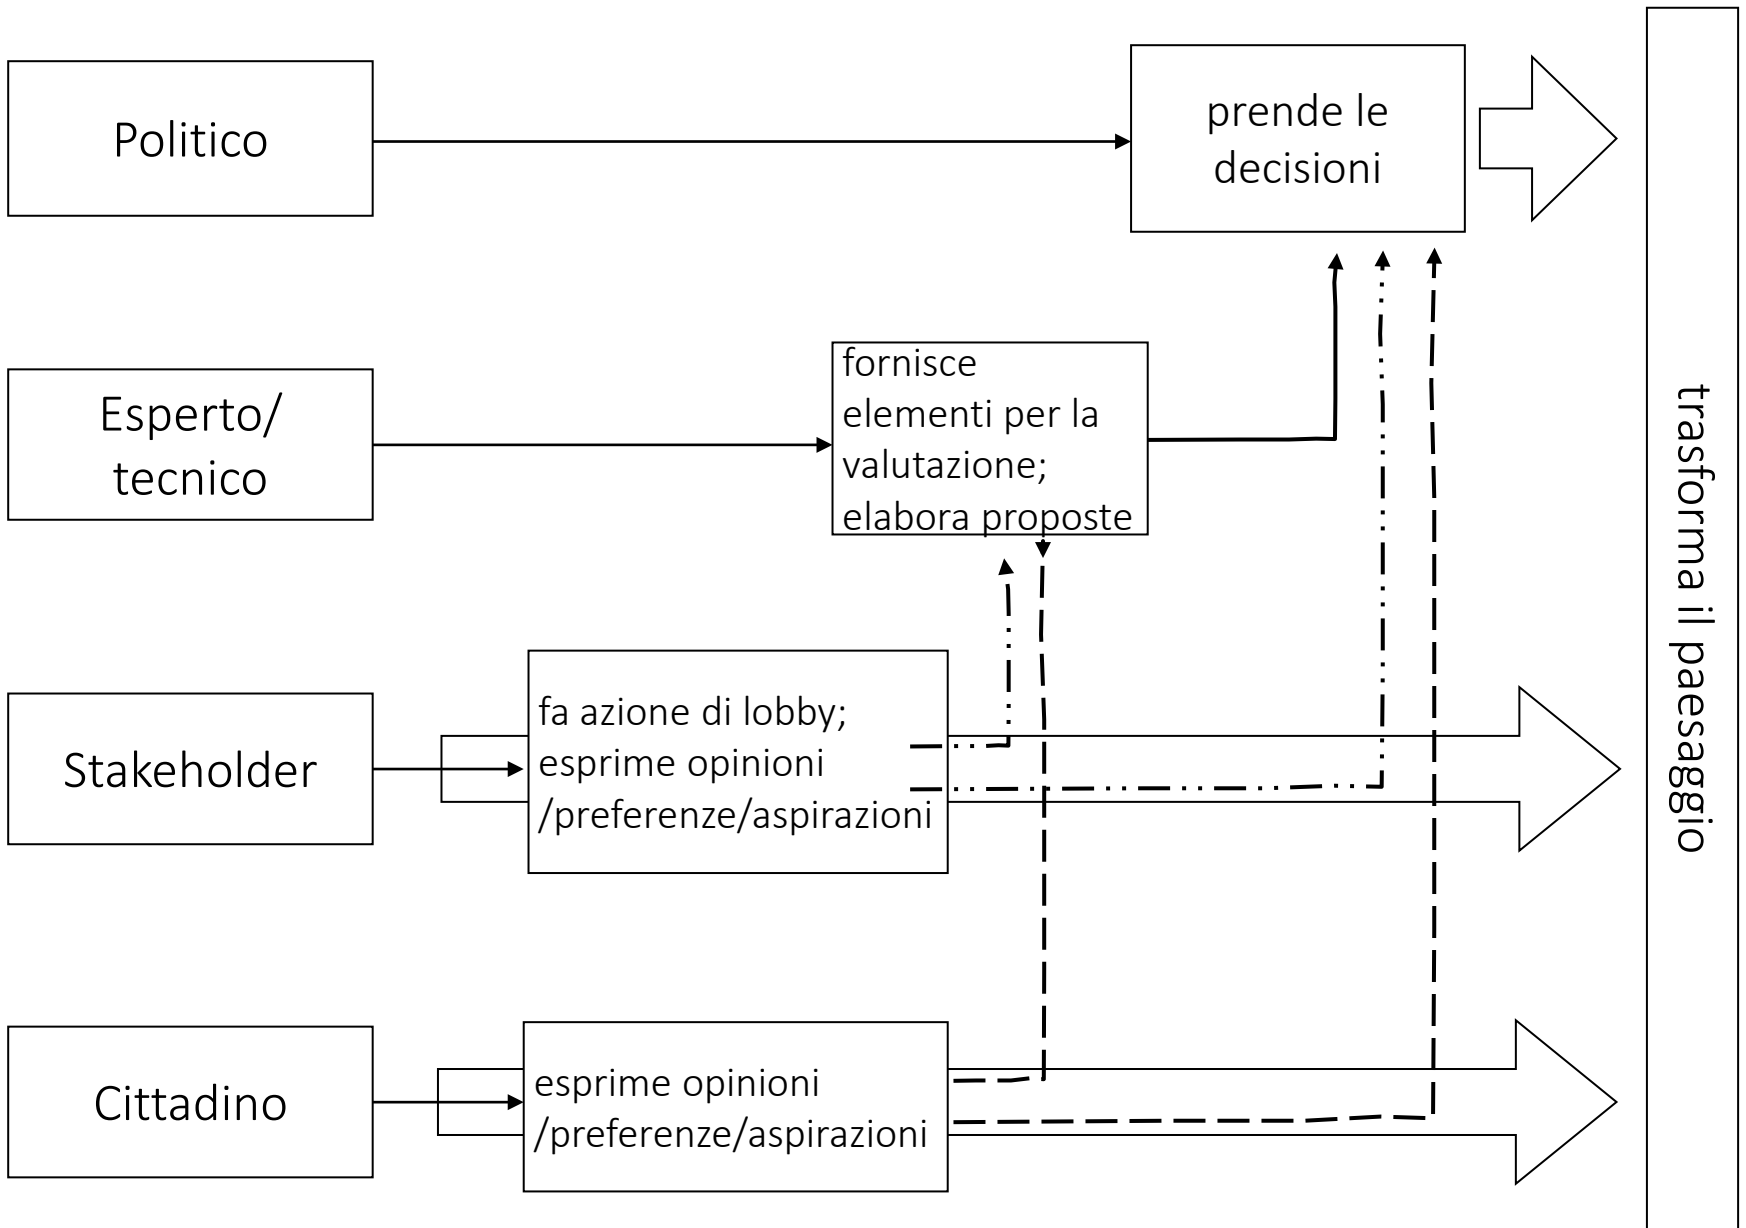 Politico
prende le
decisioni
Esperto/
tecnico
fornisce
elementi per la
valutazione;
elabora proposte
Stakeholder
fa azione di lobby;
esprime opinioni
/preferenze/aspirazioni
Cittadino
esprime opinioni
/preferenze/aspirazioni
trasforma il paesaggio